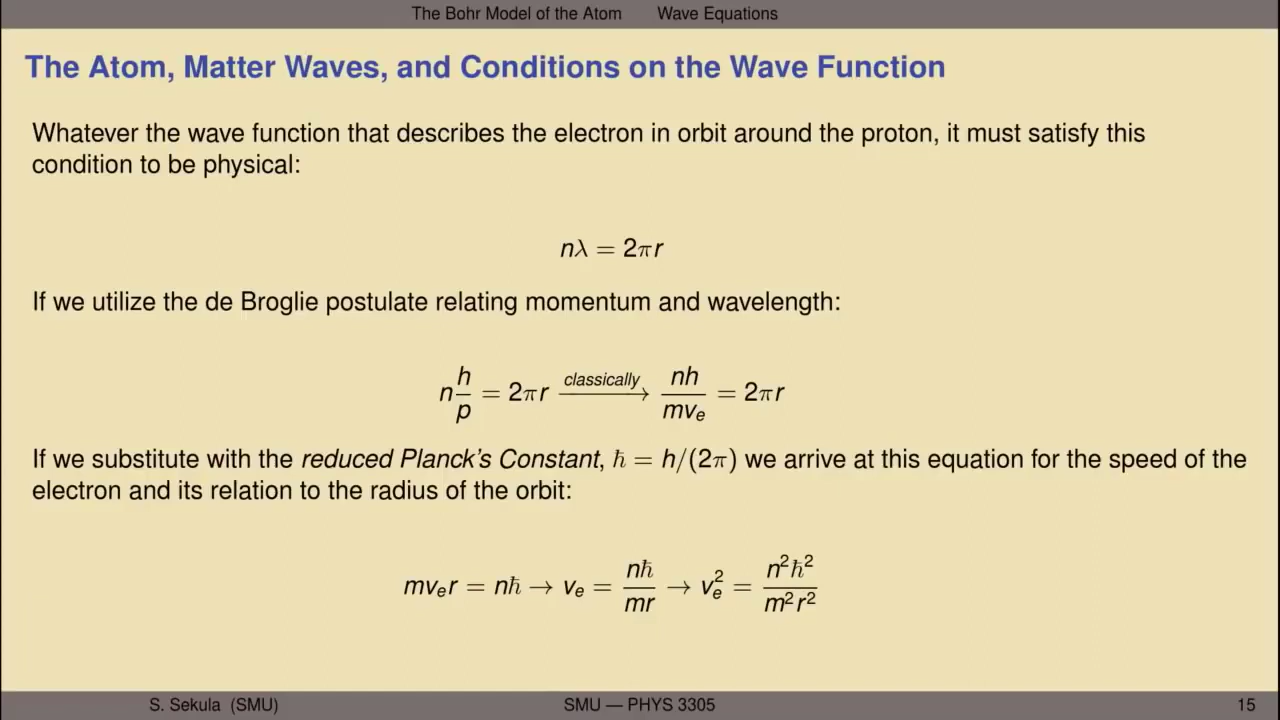 The Bohr Model of the Atom Wave Equations
The Atom, Matter Waves, and Conditions on the Wave Function
Whatever the wave function that describes the electron in orbit around the proton, it must satisfy this
condition to be physical:
nλ = 2πr
If we utilize the de Broglie postulate relating momentum and wavelength:
n h/p = 2πr classically⟶ nh/mvₑ = 2πr
If we substitute with the reduced Planck's Constant, ħ = h/(2π) we arrive at this equation for the speed of the
electron and its relation to the radius of the orbit:
mvₑr = nħ → vₑ = nħ/mr → vₑ² = n²ħ²/m²r²
S. Sekula (SMU) SMU — PHYS 3305 15